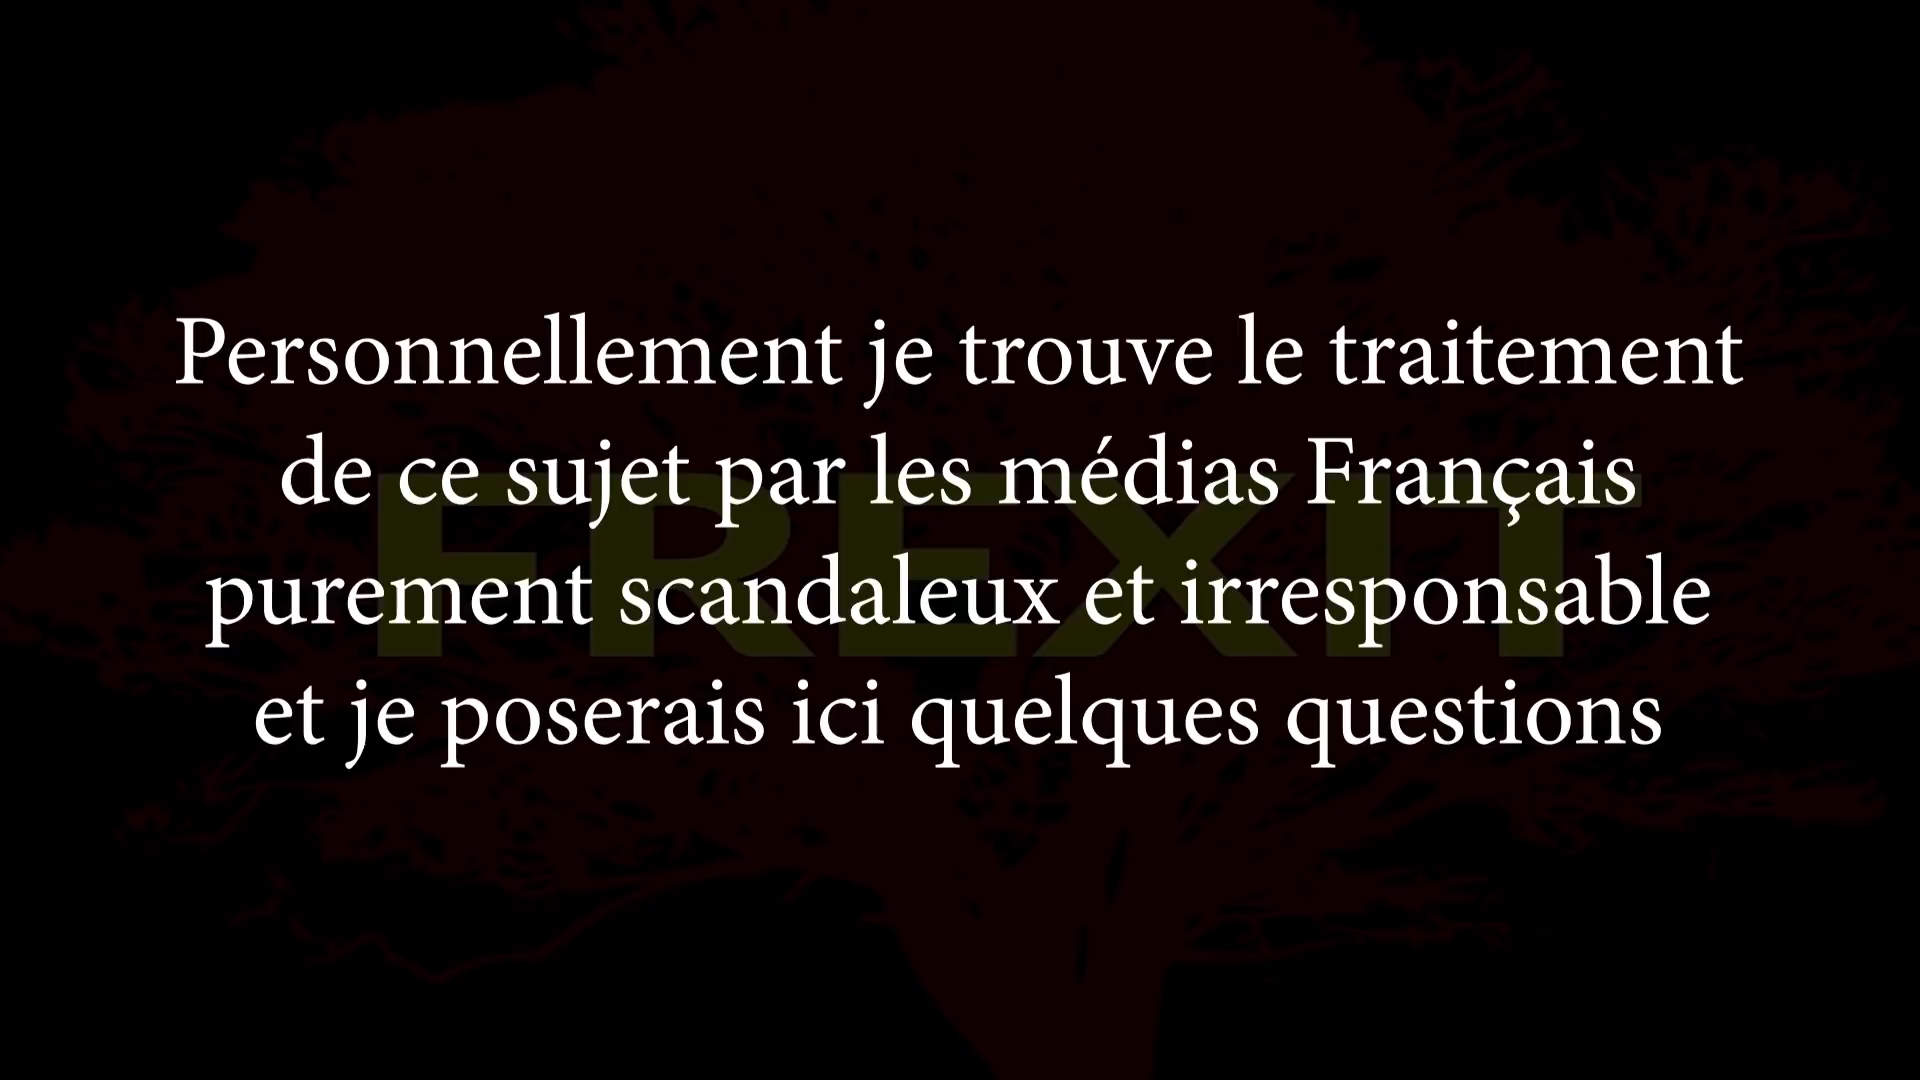 Personnellement je trouve le traitement
de ce sujet par les médias Français
FREXIT
purement scandaleux et irresponsable
et je poserais ici quelques questions